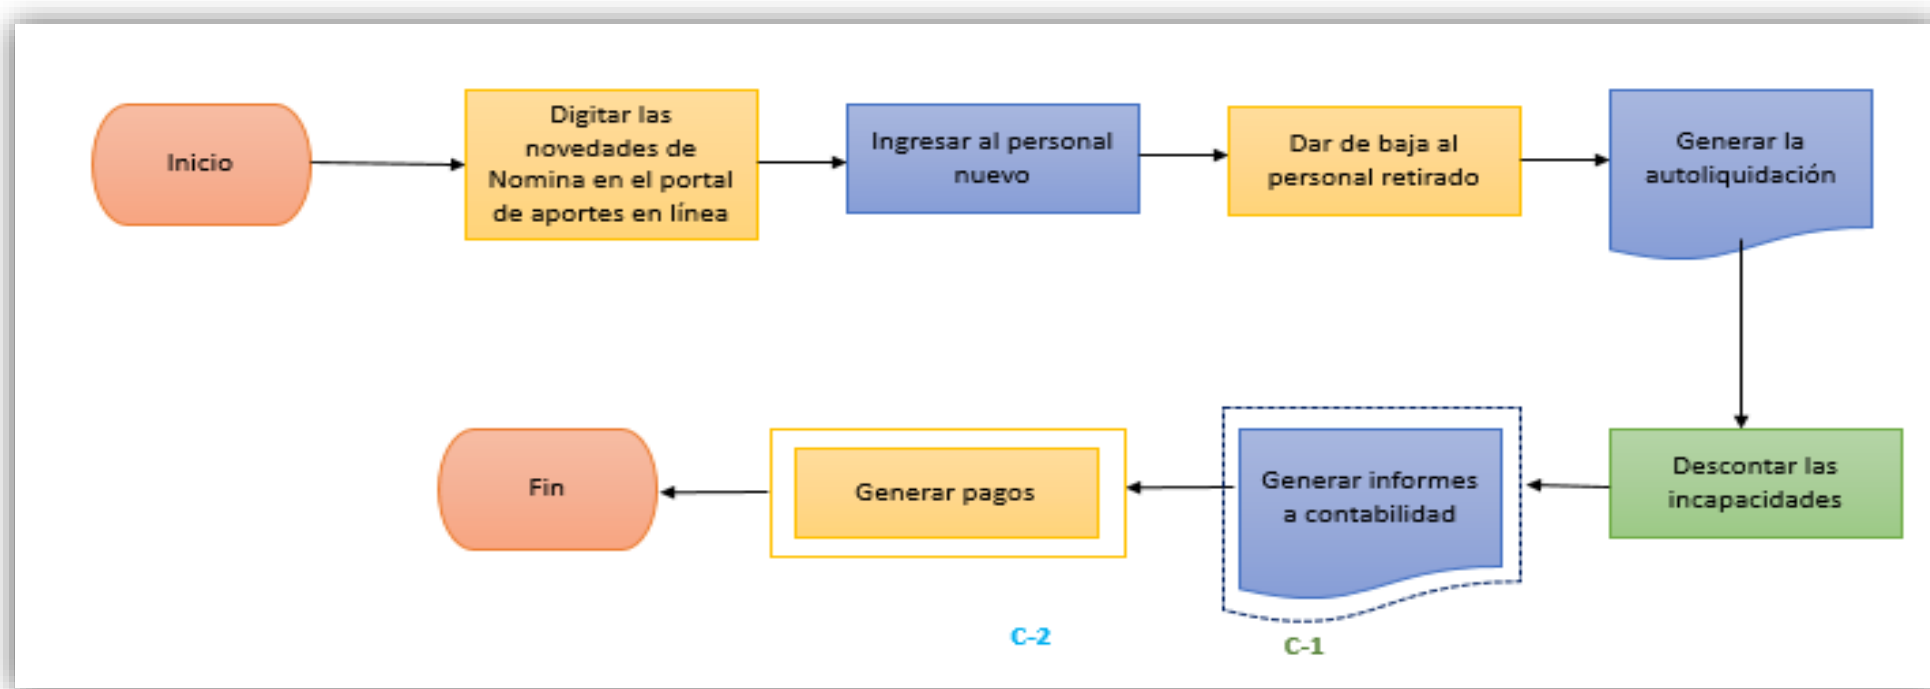 Inicio
Digitar las
novedades de
Nomina en el portal
de aportes en línea
Ingresar al personal
nuevo
Dar de baja al
personal retirado
Generar la
autoliquidación
Descontar las
incapacidades
Generar informes
a contabilidad
Generar pagos
Fin
C-2
C-1